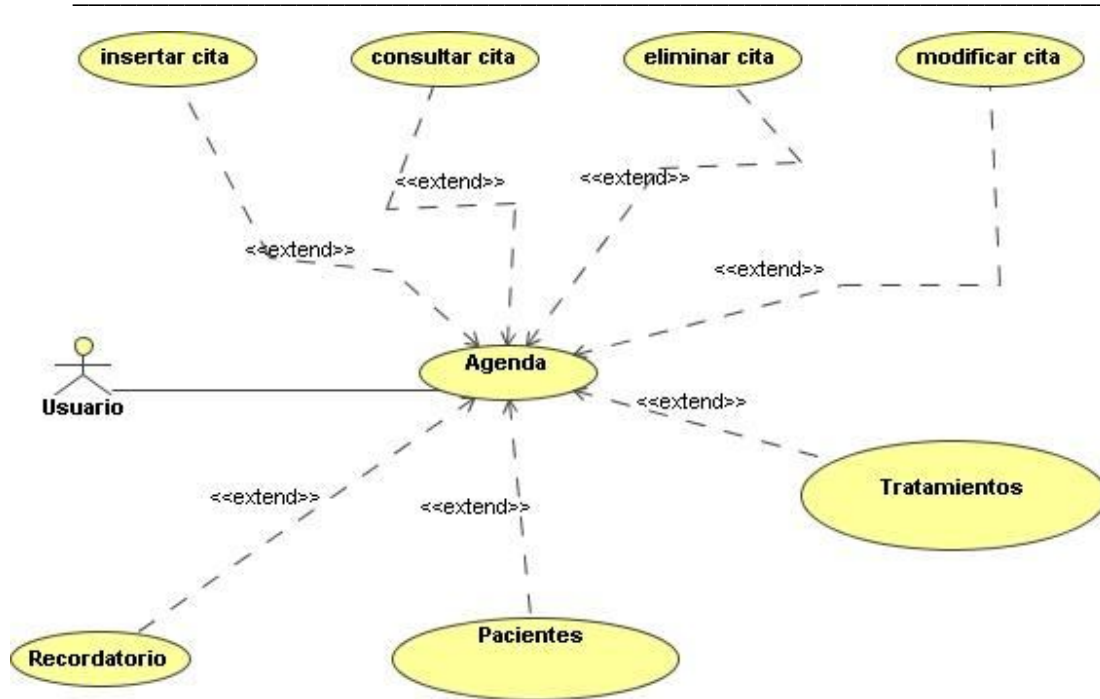 insertar cita
consultar cita
eliminar cita
modificar cita
<<extend>>
<<extend>>
<<extend>>
<<extend>>
Agenda
Usuario
<<extend>>
<<extend>>
<<extend>>
Tratamientos
Recordatorio
Pacientes